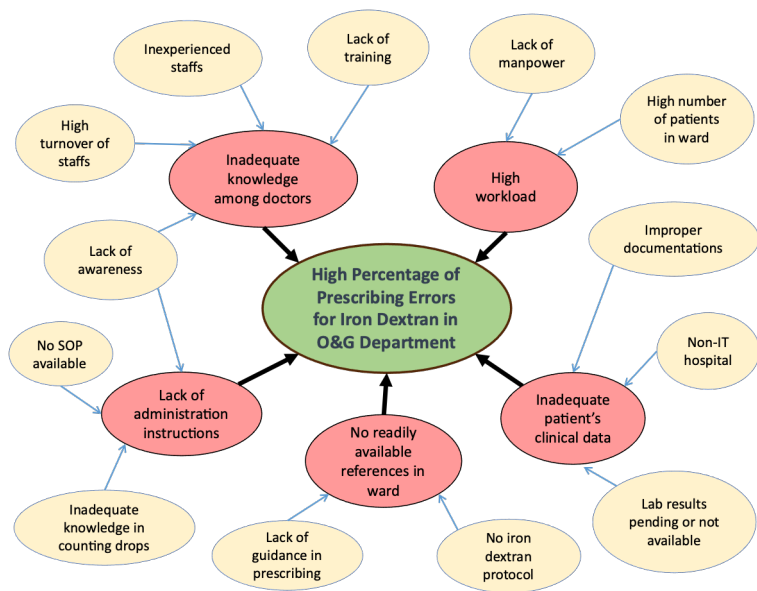 Inexperienced
staffs
Lack of
training
Lack of
manpower
High number
of patients
in ward
High
turnover of
staffs
Inadequate
knowledge
among doctors
High
workload
Lack of
awareness
Improper
documentations
High Percentage of
Prescribing Errors
for Iron Dextran in
O&G Department
No SOP
available
Non-IT
hospital
Lack of
administration
instructions
No readily
available
references in
ward
Inadequate
patient's
clinical data
Inadequate
knowledge in
counting drops
Lack of
guidance in
prescribing
No iron
dextran
protocol
Lab results
pending or not
available